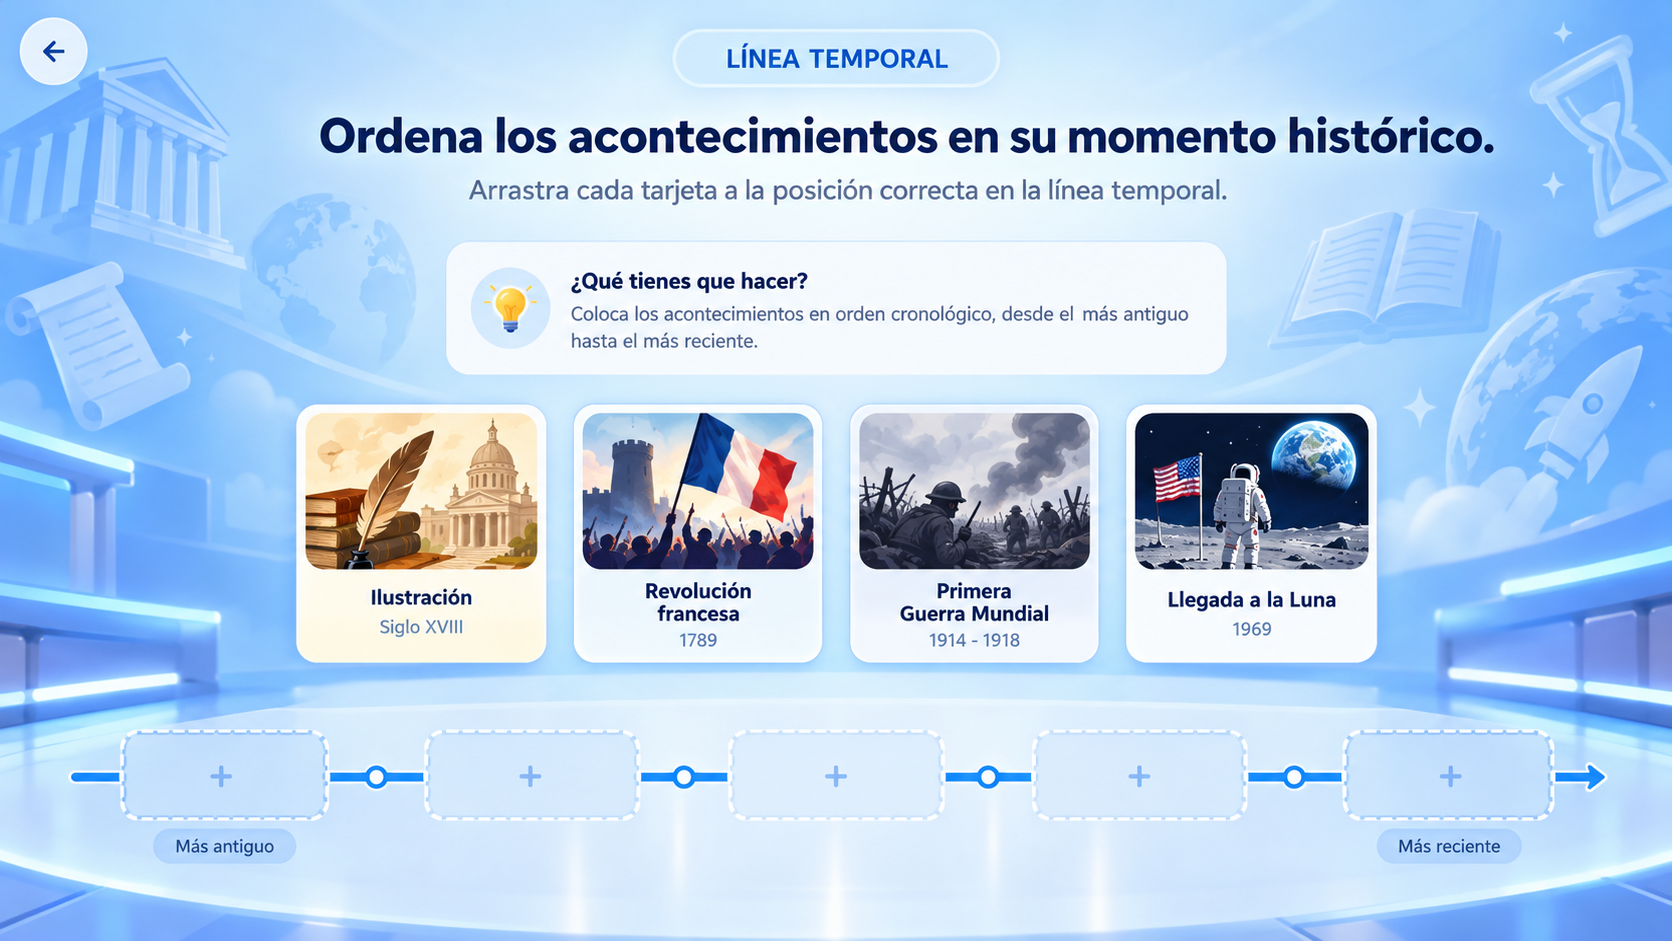 LÍNEA TEMPORAL
Ordena los acontecimientos en su momento histórico.
Arrastra cada tarjeta a la posición correcta en la línea temporal.
¿Qué tienes que hacer?
Coloca los acontecimientos en orden cronológico, desde el más antiguo
hasta el más reciente.
Ilustración
Siglo XVIII
Revolución
francesa
1789
Primera
Guerra Mundial
1914 - 1918
Llegada a la Luna
1969
Más antiguo
Más reciente